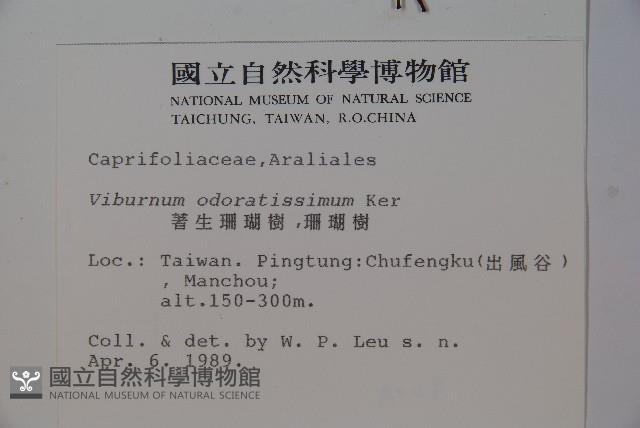 國立自然科學博物館
NATIONAL MUSEUM OF NATURAL SCIENCE
TAICHUNG, TAIWAN, R.O.CHINA
Caprifoliaceae,Araliales
Viburnum odoratissimum Ker
著生珊瑚樹,珊瑚樹
Loc.: Taiwan. Pingtung:Chufengku(出風谷)
, Manchou;
alt.150-300m.
Coll. & det. by W. P. Leu s. n.
Apr. 6. 1989.
國立自然科學博物館
NATIONAL MUSEUM OF NATURAL SCIENCE